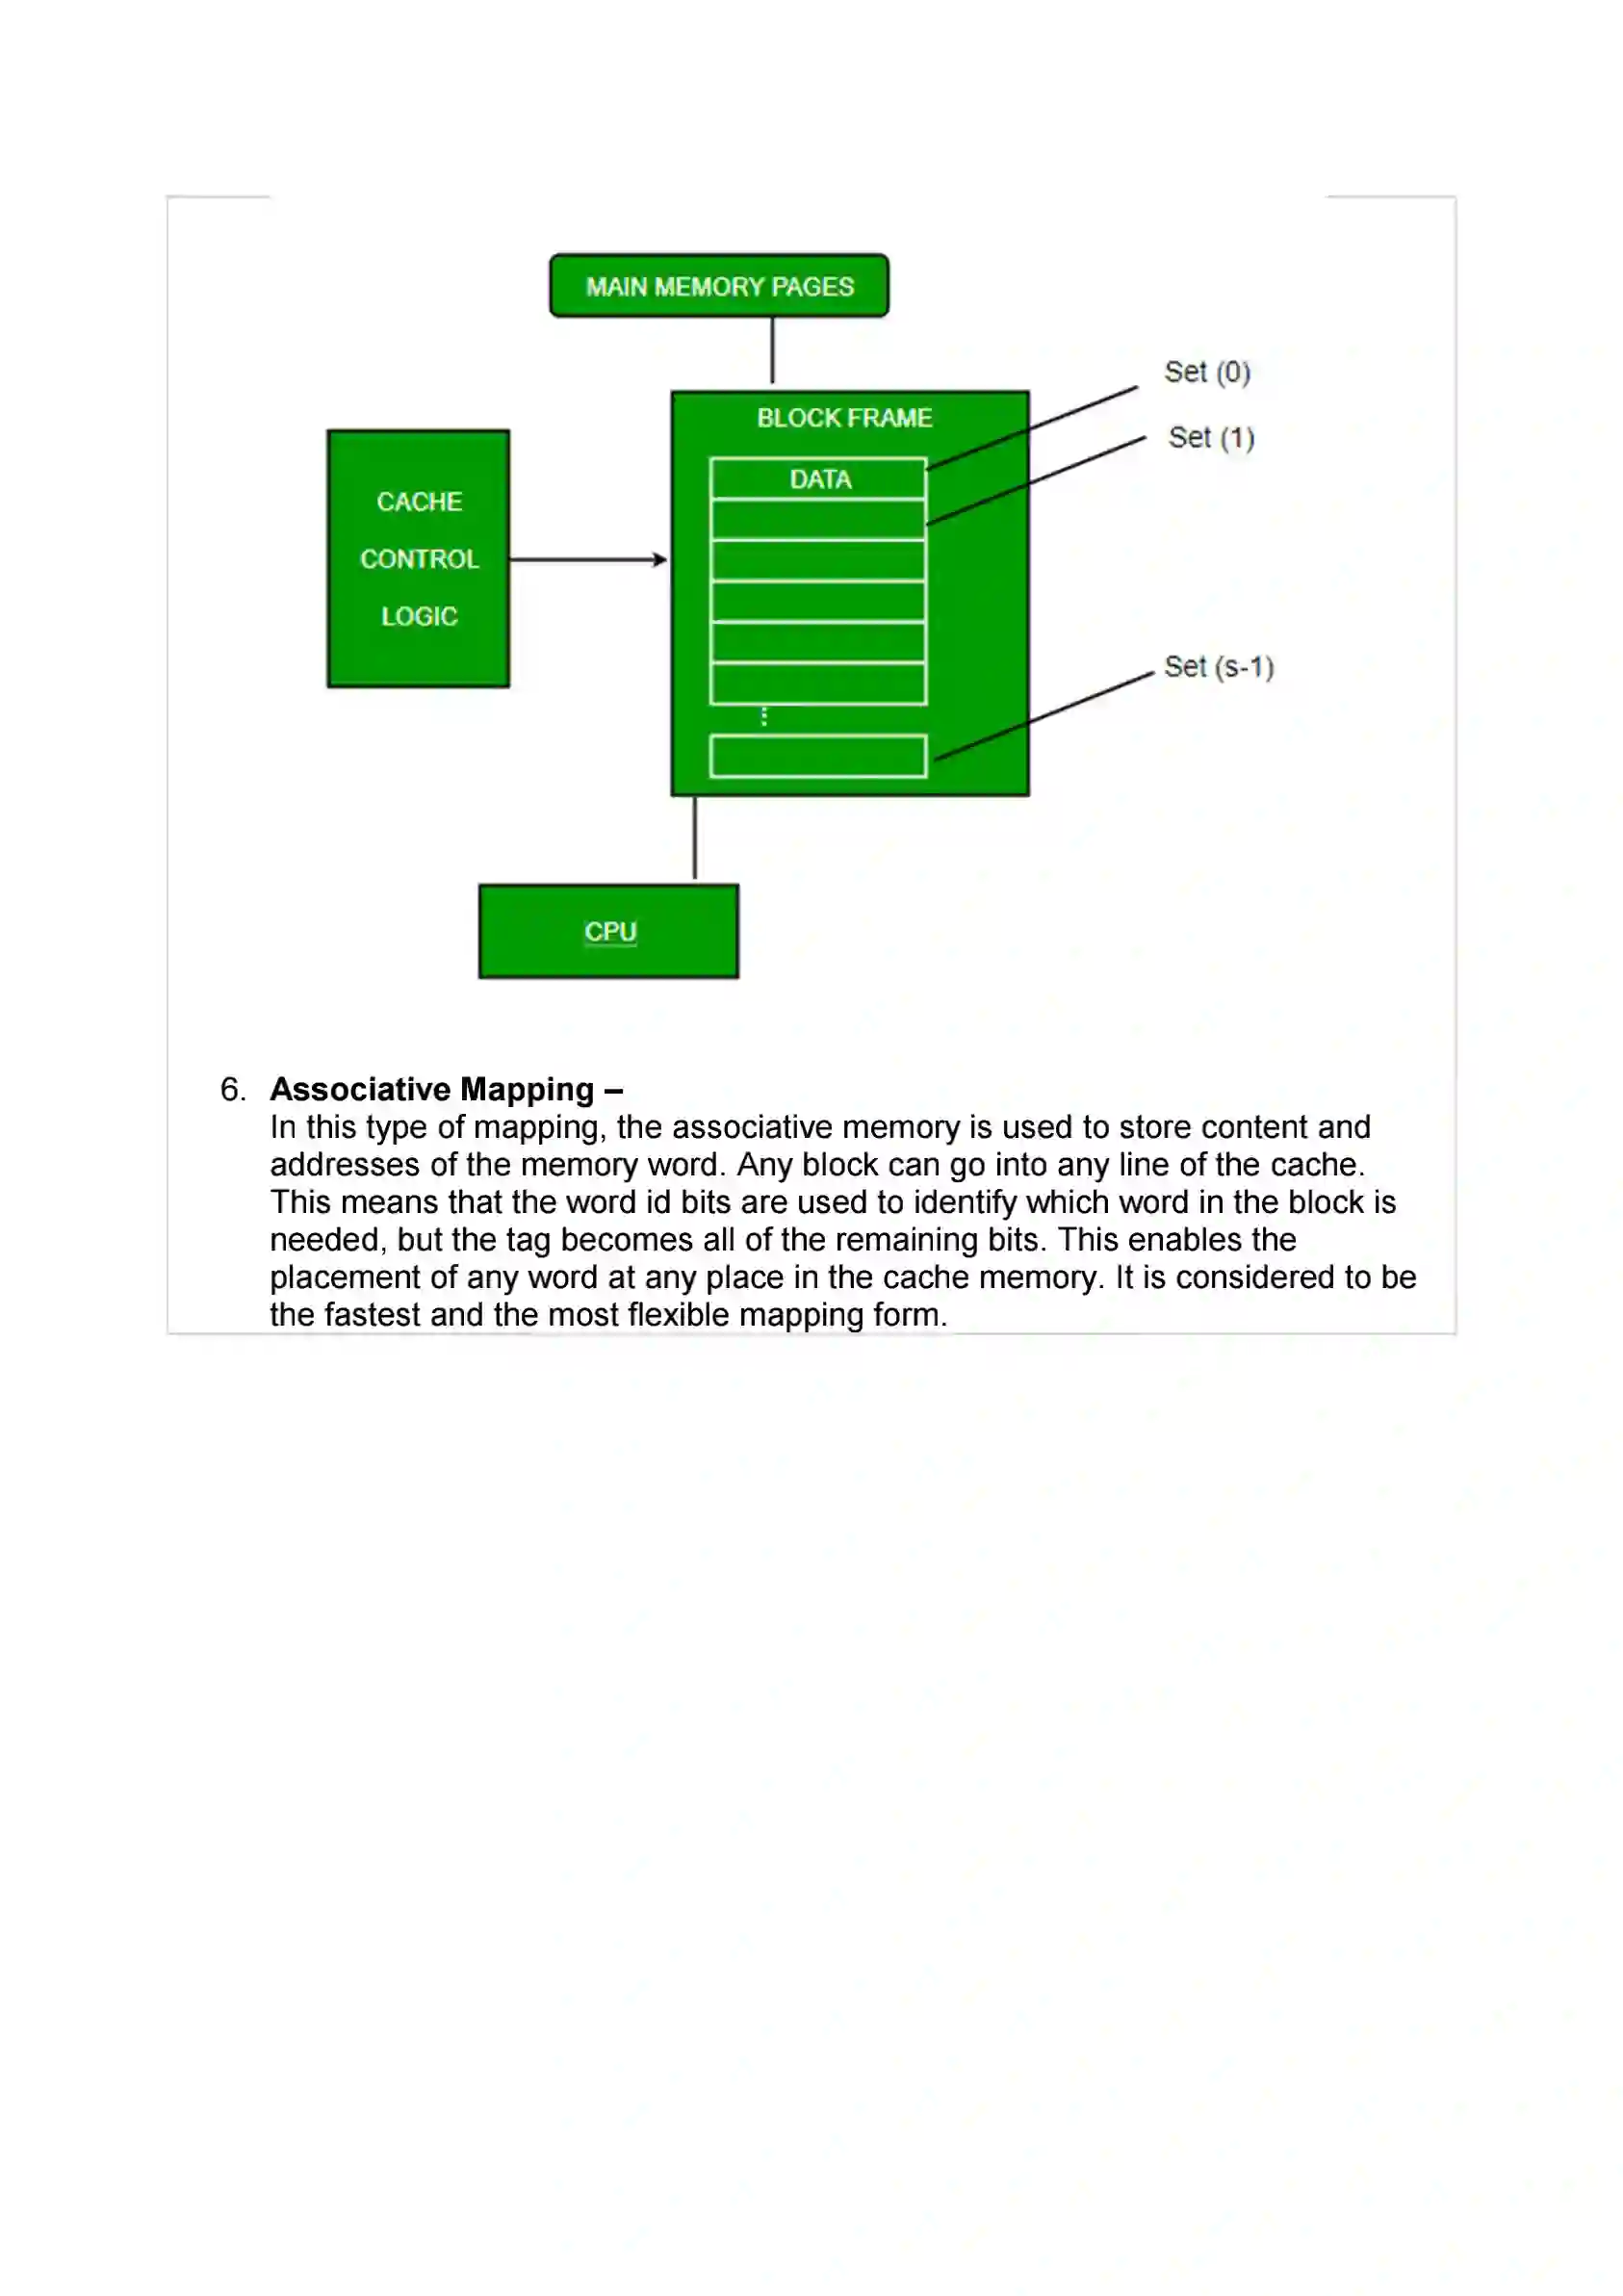 MAIN MEMORY PAGES
Set (0)
BLOCK FRAME
Set (1)
DATA
CACHE
CONTROL
LOGIC
Set (s-1)
CPU
6. Associative Mapping –
In this type of mapping, the associative memory is used to store content and
addresses of the memory word. Any block can go into any line of the cache.
This means that the word id bits are used to identify which word in the block is
needed, but the tag becomes all of the remaining bits. This enables the
placement of any word at any place in the cache memory. It is considered to be
the fastest and the most flexible mapping form.